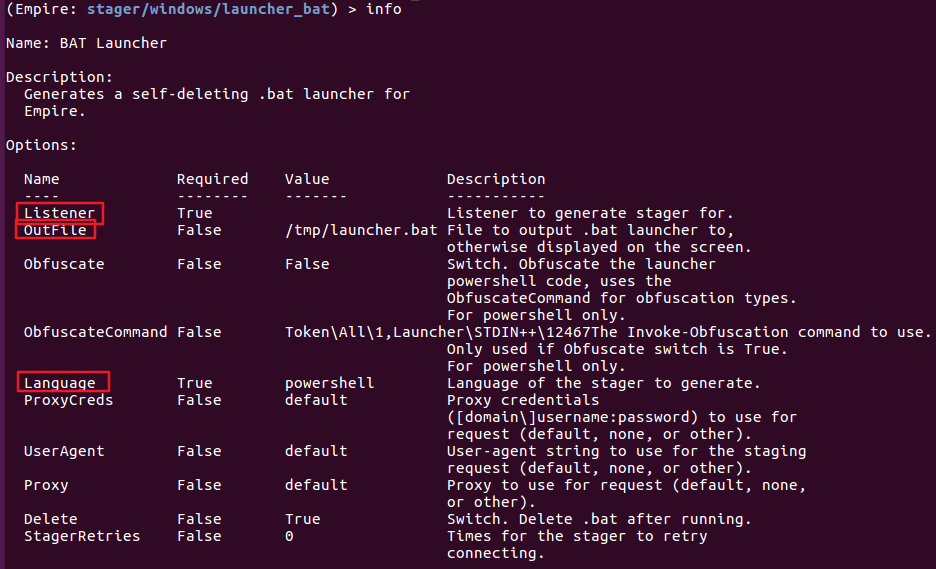 (Empire: stager/windows/launcher_bat) > info
Name: BAT Launcher
Description:
Generates a self-deleting .bat launcher for
Empire.
Options:
Name Required Value Description
---- -------- ------- -----------
Listener True Listener to generate stager for.
OutFile False /tmp/launcher.bat File to output .bat launcher to,
otherwise displayed on the screen.
Obfuscate False False Switch. Obfuscate the launcher
powershell code, uses the
ObfuscateCommand for obfuscation types.
For powershell only.
ObfuscateCommand False Token\All\1,Launcher\STDIN++\12467The Invoke-Obfuscation command to use.
Only used if Obfuscate switch is True.
For powershell only.
Language True powershell Language of the stager to generate.
ProxyCreds False default Proxy credentials
([domain\]username:password) to use for
request (default, none, or other).
UserAgent False default User-agent string to use for the staging
request (default, none, or other).
Proxy False default Proxy to use for request (default, none,
or other).
Delete False True Switch. Delete .bat after running.
StagerRetries False 0 Times for the stager to retry
connecting.